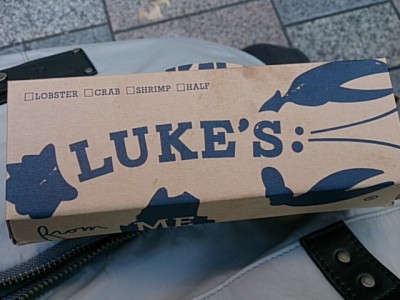 ☐LOBSTER ☐CRAB ☐SHRIMP ☐HALF
LUKE'S:
from
ME